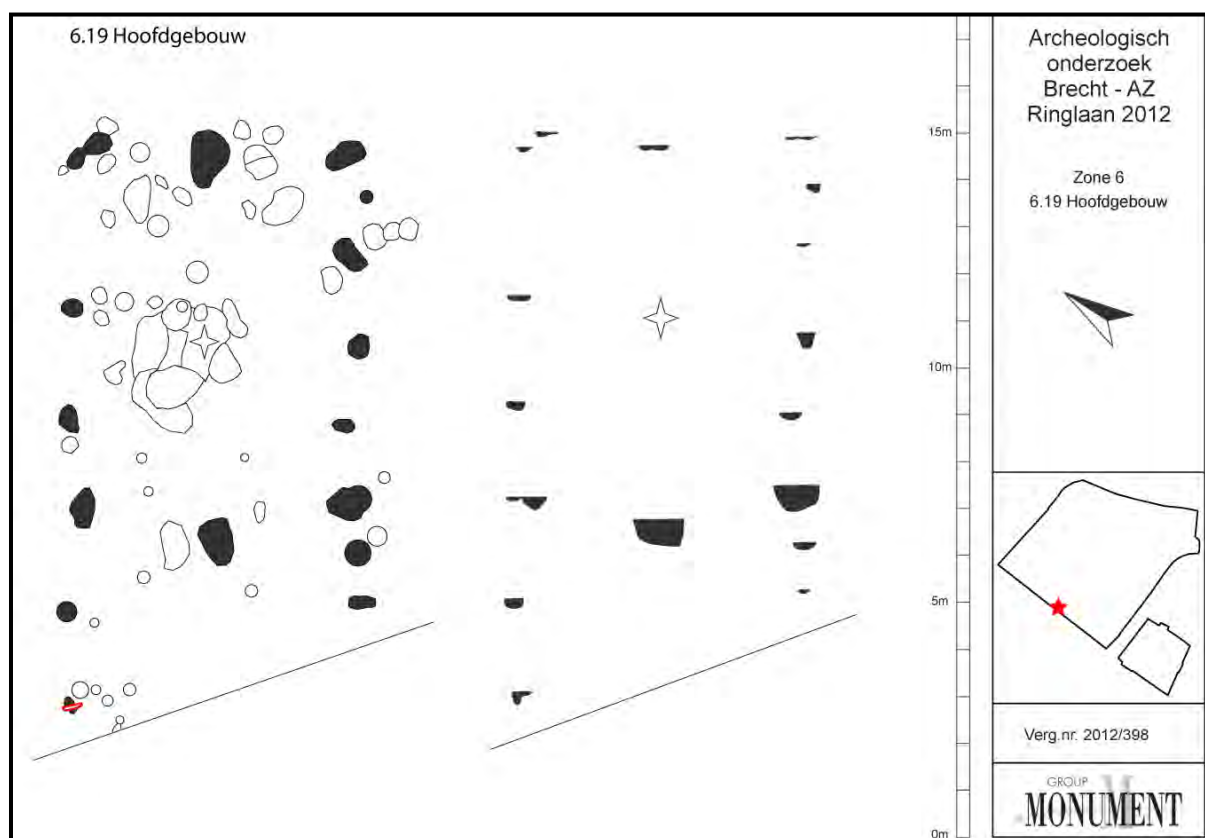 6.19 Hoofdgebouw
15m
10m
5m
0m
Archeologisch
onderzoek
Brecht - AZ
Ringlaan 2012
Zone 6
6.19 Hoofdgebouw
Verg.nr. 2012/398
GROUP
MONUMENT